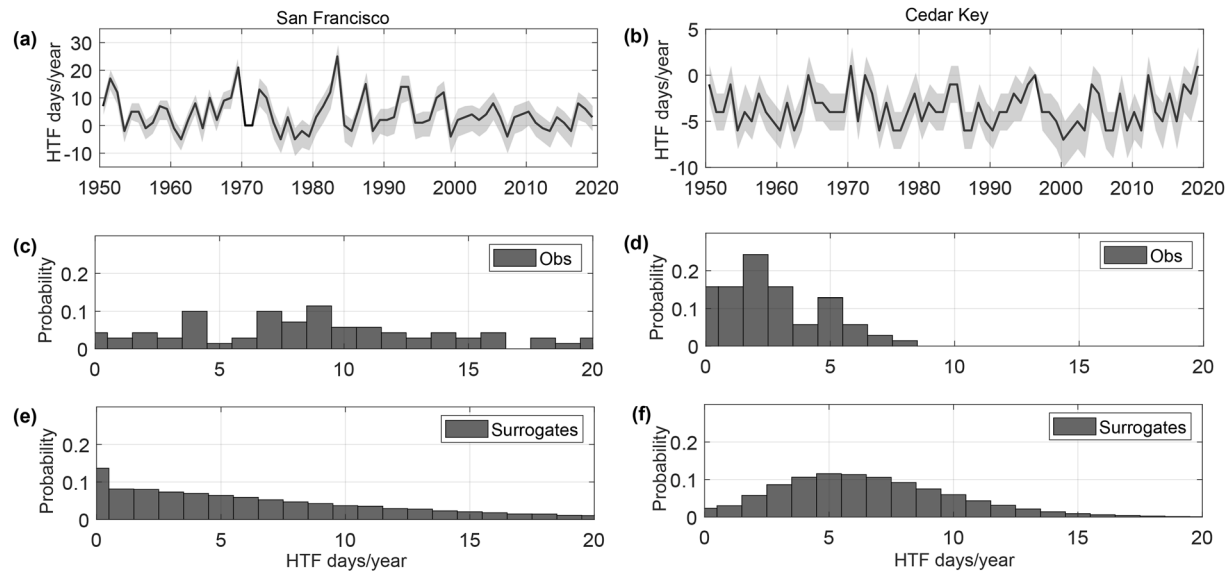 San Francisco
Cedar Key
(a)
HTF days/year
30
20
10
0
-10
1950 1960 1970 1980 1990 2000 2010 2020
(b)
HTF days/year
5
0
-5
-10
1950 1960 1970 1980 1990 2000 2010 2020
(c)
Probability
0.2
0.1
0
Obs
0 5 10 15 20
(d)
Probability
0.2
0.1
0
Obs
0 5 10 15 20
(e)
Probability
0.2
0.1
0
Surrogates
0 5 10 15 20
HTF days/year
(f)
Probability
0.2
0.1
0
Surrogates
0 5 10 15 20
HTF days/year